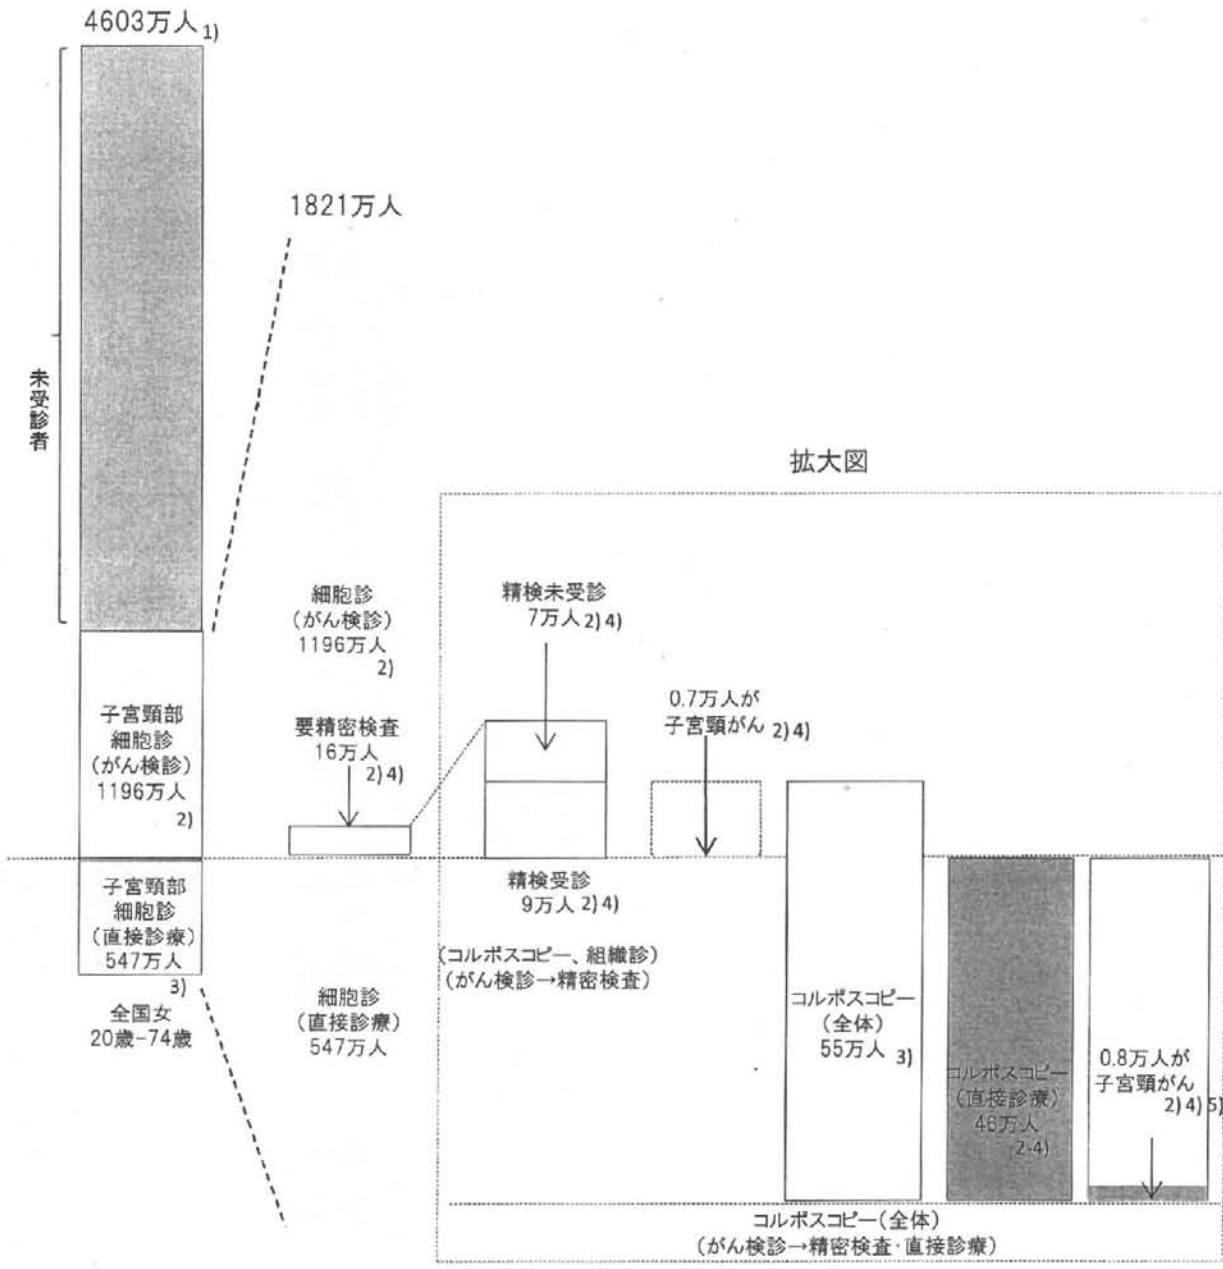 4603万人 1)
未受診者
1821万人
拡大図
子宮頸部
細胞診
(がん検診)
1196万人
2)
子宮頸部
細胞診
(直接診療)
547万人
3)
全国女
20歳-74歳
細胞診
(がん検診)
1196万人
2)
要精密検査
16万人
2)4)
細胞診
(直接診療)
547万人
精検未受診
7万人 2)4)
精検受診
9万人 2)4)
(コルポスコピー、組織診)
(がん検診→精密検査)
0.7万人が
子宮頸がん 2)4)
コルポスコピー
(全体)
55万人 3)
コルポスコピー
(直接診療)
46万人
2-4)
0.8万人が
子宮頸がん
2)4)5)
コルポスコピー(全体)
(がん検診→精密検査・直接診療)